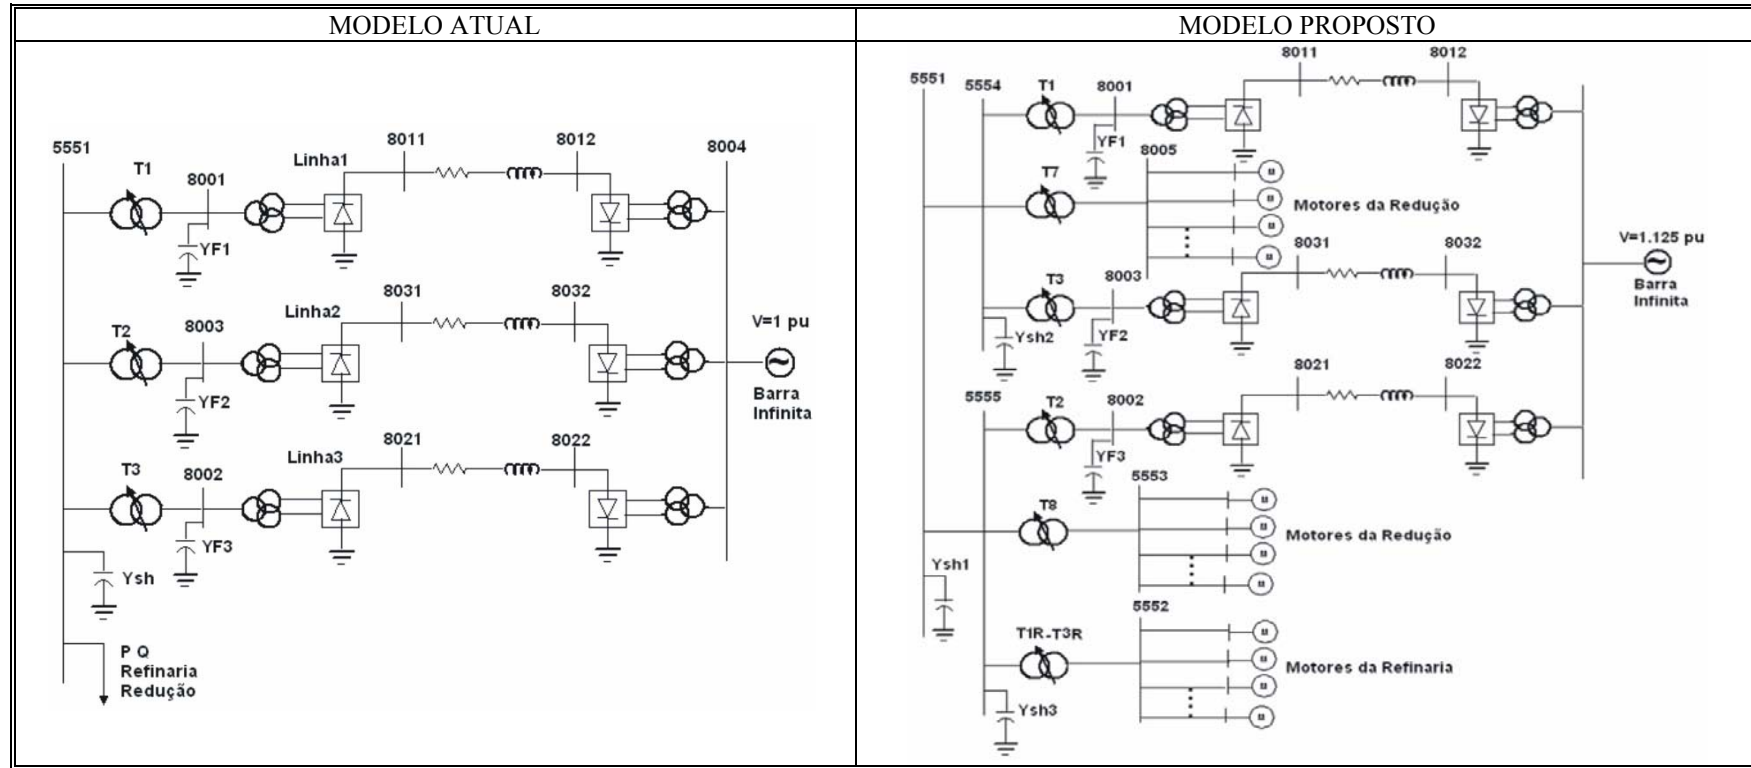 MODELO ATUAL
5551
T1
8001
YF1
Linha1
8011
8012
8004
T2
8003
YF2
Linha2
8031
8032
V=1 pu
Barra
Infinita
T3
8002
YF3
Linha3
8021
8022
Ysh
P Q
Refinaria
Redução
MODELO PROPOSTO
5551
5554
T1
8001
YF1
8011
8012
T7
8005
Motores da Redução
T3
8003
YF2
8031
8032
V=1.125 pu
Barra
Infinita
Ysh2
5555
T2
8002
YF3
8021
8022
T8
5553
Motores da Redução
Ysh1
T1R-T3R
5552
Motores da Refinaria
Ysh3